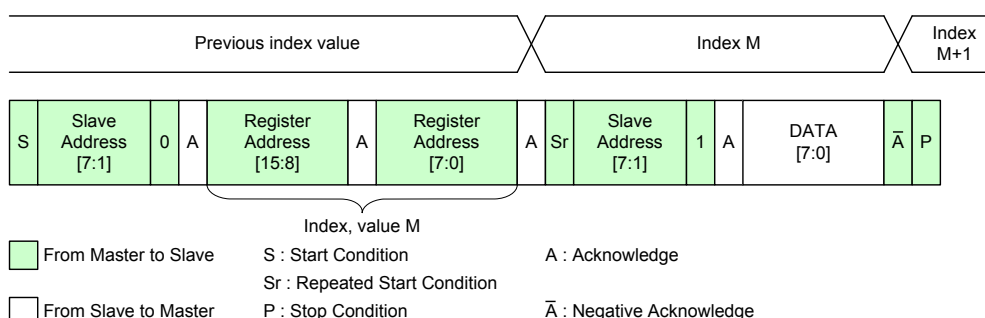 Previous index value
Index M
Index
M+1
S
Slave
Address
[7:1]
0
A
Register
Address
[15:8]
A
Register
Address
[7:0]
A
Sr
Slave
Address
[7:1]
1
A
DATA
[7:0]
A̅
P
Index, value M
From Master to Slave
S : Start Condition
A : Acknowledge
Sr : Repeated Start Condition
From Slave to Master
P : Stop Condition
A̅ : Negative Acknowledge